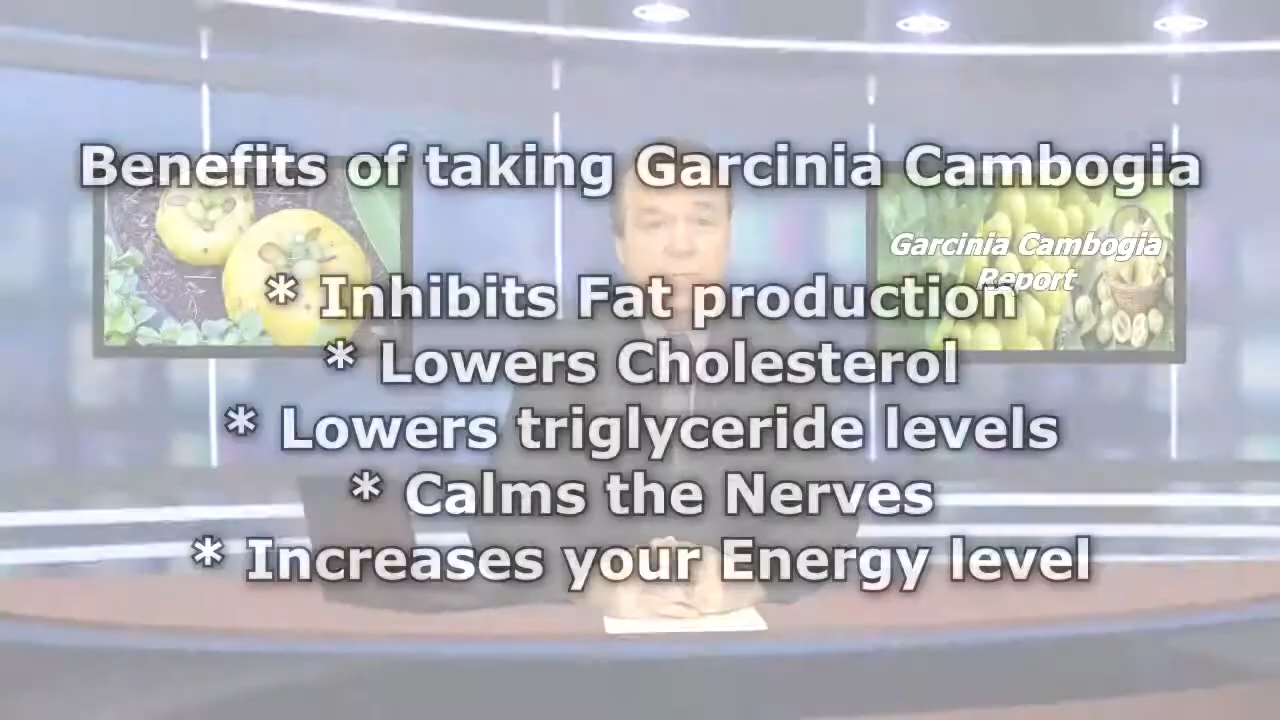 Benefits of taking Garcinia Cambogia
Garcinia Cambogia
Report
* Inhibits Fat production
* Lowers Cholesterol
* Lowers triglyceride levels
* Calms the Nerves
* Increases your Energy level